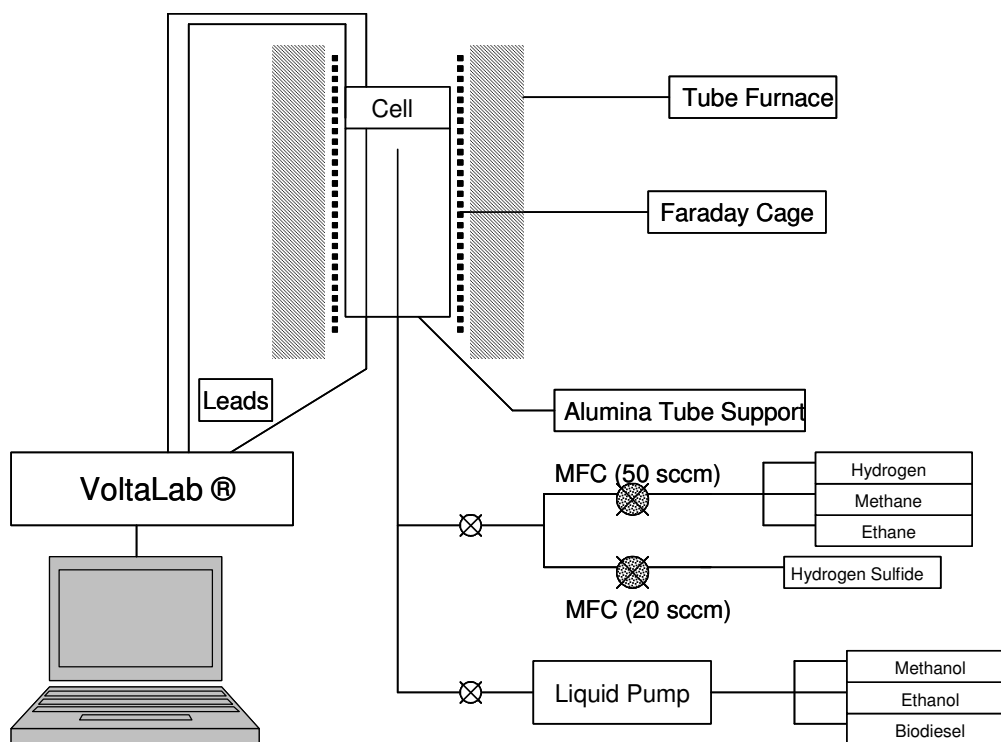 Cell
Tube Furnace
Faraday Cage
Leads
Alumina Tube Support
VoltaLab ®
MFC (50 sccm)
Hydrogen
Methane
Ethane
Hydrogen Sulfide
MFC (20 sccm)
Liquid Pump
Methanol
Ethanol
Biodiesel